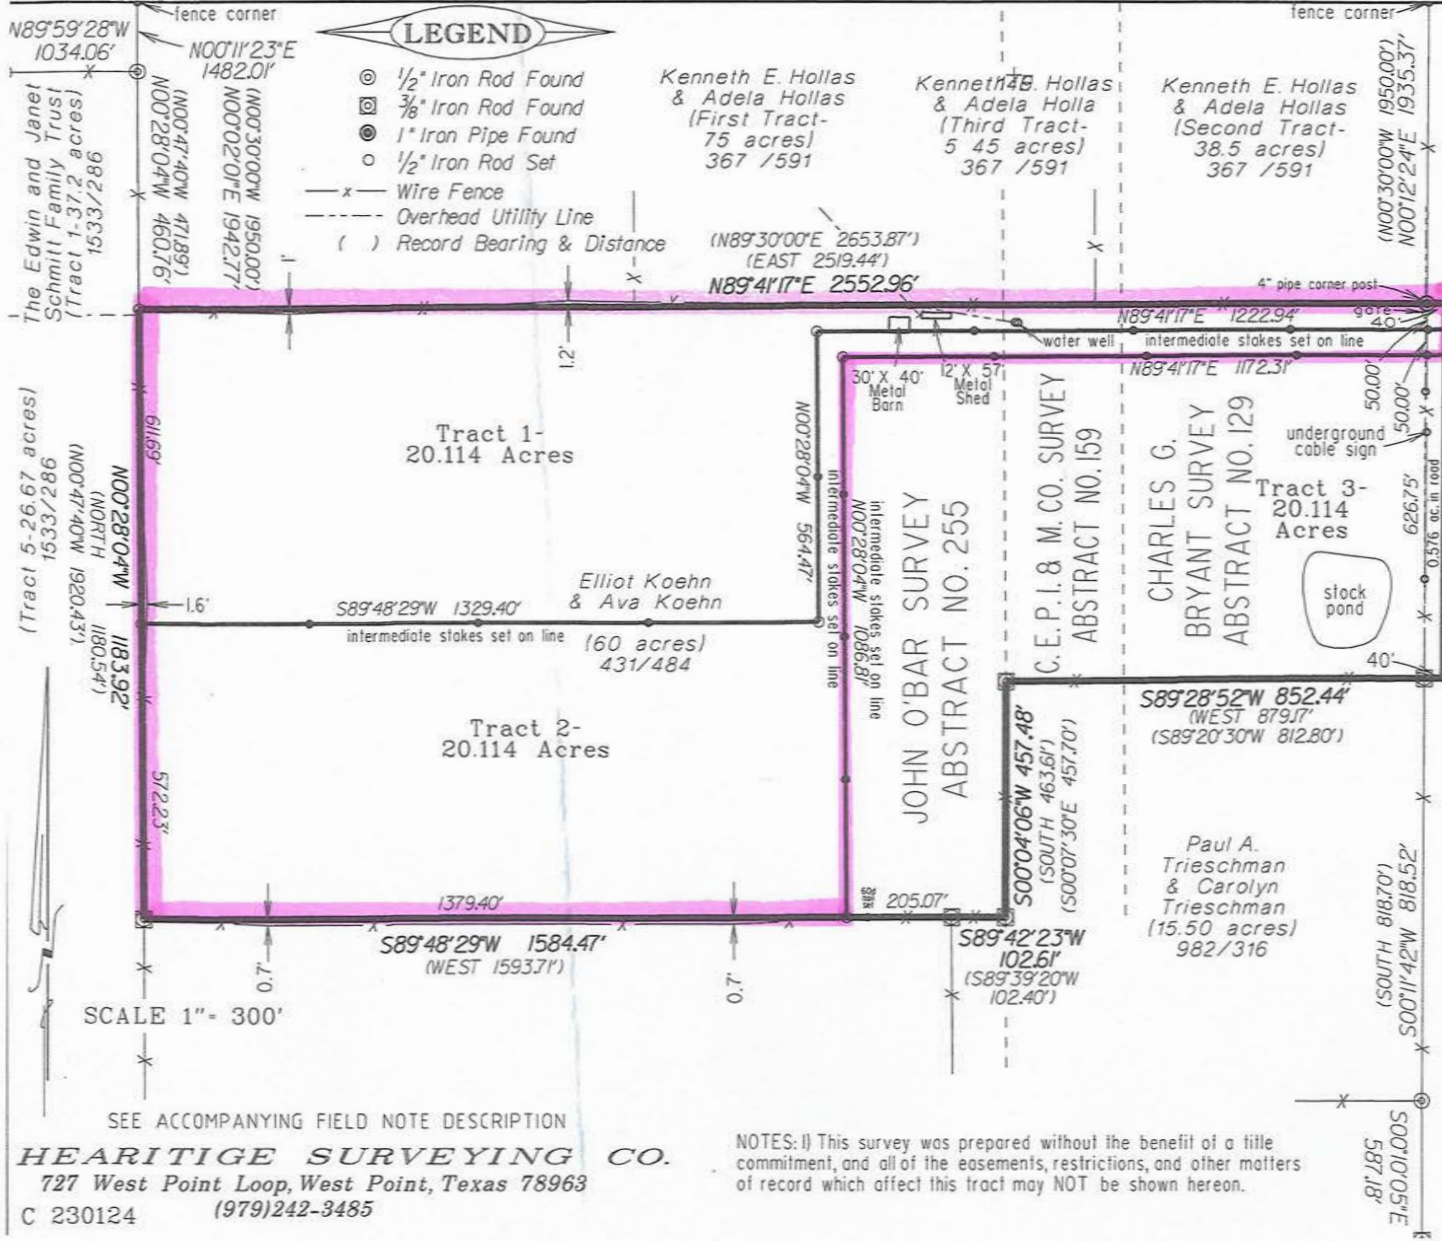 fence corner
N89°59'28"W
1034.06'
N00°11'23"E
1482.01'
LEGEND
1/2" Iron Rod Found
3/8" Iron Rod Found
1" Iron Pipe Found
1/2" Iron Rod Set
x Wire Fence
Overhead Utility Line
( ) Record Bearing & Distance
Kenneth E. Hollas
& Adela Hollas
(First Tract-
75 acres)
367 /591
Hollas
& Adela Holla
(Third Tract-
5 45 acres)
367 /591
Kenneth E. Hollas
& Adela Hollas
(Second Tract-
38.5 acres)
367 /591
fence corner
(N00°30'00"W 1950.00')
N00°12'24"E 1935.37'
The Edwin and Janet
Schmitt Family Trust
(Tract 1-37.2 acres)
1533/286
(N00°47'40"W 471.89')
N00°28'04"W 460.76'
(N00°30'00"W 1950.00')
N00°02'01"E 1942.77'
(N89°30'00"E 2653.87')
(EAST 2519.44')
N89°41'17"E 2552.96'
4" pipe corner post
40'
N89°41'17"E 1222.94'
intermediate stakes set on line
water well
N89°41'17"E 1172.31'
30' X 40'
Metal
Barn
12' X 57'
Metal
Shed
50.00'
50.00'
1.2'
611.69'
Tract 1-
20.114 Acres
N00°28'04"W 564.47'
intermediate stakes set on line
N00°28'04"W 1086.81'
intermediate stakes set on line
JOHN O'BAR SURVEY
ABSTRACT NO. 255
C. E. P. I. & M. CO. SURVEY
ABSTRACT NO. 159
CHARLES G.
BRYANT SURVEY
ABSTRACT NO. 129
underground
cable sign
Tract 3-
20.114
Acres
626.75'
0.576 ac. in road
stock
pond
(Tract 5-26.67 acres)
1533/286
(N00°47'40"W 1920.43')
(NORTH 1180.54')
N00°28'04"W 1183.92'
1.6'
S89°48'29"W 1329.40'
intermediate stakes set on line
Elliot Koehn
& Ava Koehn
(60 acres)
431/484
40'
S89°28'52"W 852.44'
(WEST 879.17')
(S89°20'30"W 812.80')
Tract 2-
20.114 Acres
572.23'
S00°04'06"W 457.48'
(SOUTH 463.61')
(S00°07'30"E 457.70')
Paul A.
Trieschman
& Carolyn
Trieschman
(15.50 acres)
982/316
(SOUTH 818.70')
S00°11'42"W 818.52'
1379.40'
205.07'
S89°48'29"W 1584.47'
(WEST 1593.71')
0.7'
0.7'
S89°42'23"W
102.61'
(S89°39'20"W
102.40')
SCALE 1"= 300'
S00°10'05"E
587.18'
SEE ACCOMPANYING FIELD NOTE DESCRIPTION
HEARITIGE SURVEYING CO.
727 West Point Loop, West Point, Texas 78963
C 230124 (979)242-3485
NOTES: 1) This survey was prepared without the benefit of a title
commitment, and all of the easements, restrictions, and other matters
of record which affect this tract may NOT be shown hereon.